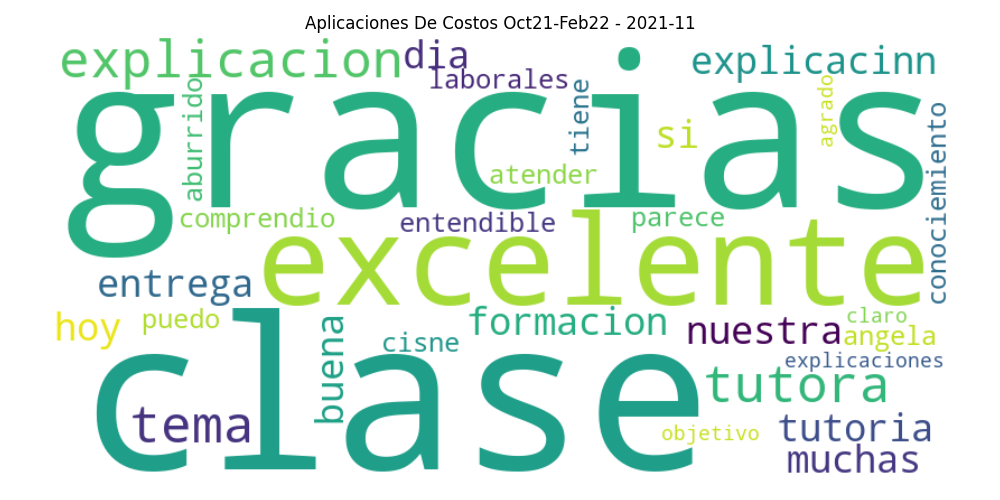 Aplicaciones De Costos Oct21-Feb22 - 2021-11
explicacion
dia
explicacinn
laborales
gracias
aburrido
tiene
si
agrado
conociemiento
atender
comprendio
entendible
parece
excelente
entrega
hoy
puedo
buena
cisne
formacion
nuestra
claro
angela
explicaciones
clase
tema
tutora
objetivo
tutoria
muchas